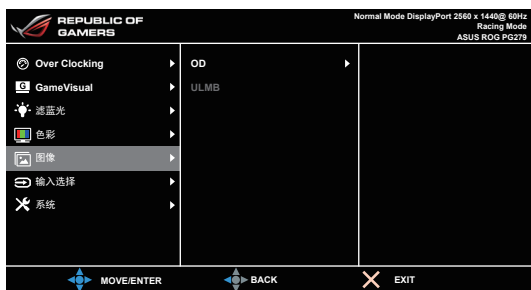 REPUBLIC OF
GAMERS
Normal Mode DisplayPort 2560 x 1440@ 60Hz
Racing Mode
ASUS ROG PG279
Over Clocking
OD
G GameVisual
ULMB
滤蓝光
色彩
图像
输入选择
系统
MOVE/ENTER
BACK
EXIT